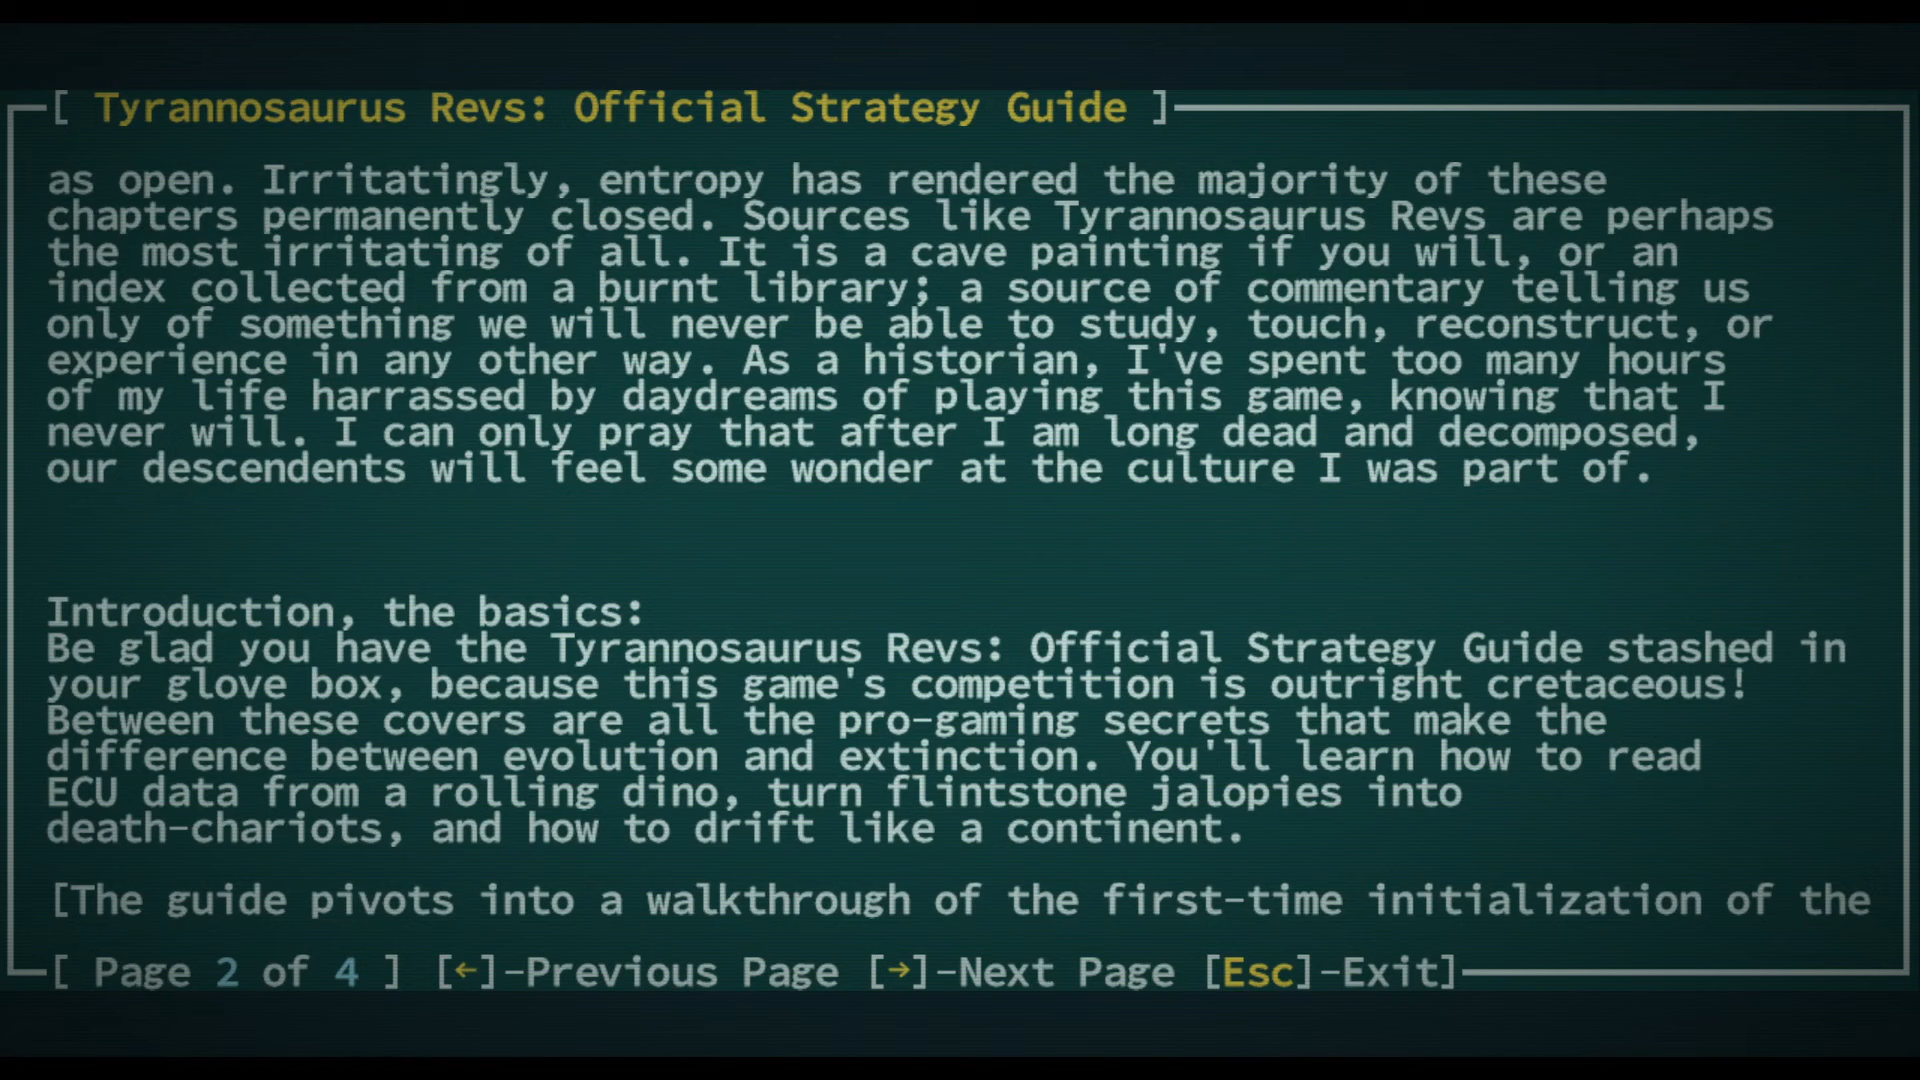 [ Tyrannosaurus Revs: Official Strategy Guide ]
as open. Irritatingly, entropy has rendered the majority of these
chapters permanently closed. Sources like Tyrannosaurus Revs are perhaps
the most irritating of all. It is a cave painting if you will, or an
index collected from a burnt library; a source of commentary telling us
only of something we will never be able to study, touch, reconstruct, or
experience in any other way. As a historian, I've spent too many hours
of my life harrassed by daydreams of playing this game, knowing that I
never will. I can only pray that after I am long dead and decomposed,
our descendents will feel some wonder at the culture I was part of.
Introduction, the basics:
Be glad you have the Tyrannosaurus Revs: Official Strategy Guide stashed in
your glove box, because this game's competition is outright cretaceous!
Between these covers are all the pro-gaming secrets that make the
difference between evolution and extinction. You'll learn how to read
ECU data from a rolling dino, turn flintstone jalopies into
death-chariots, and how to drift like a continent.
[The guide pivots into a walkthrough of the first-time initialization of the
[ Page 2 of 4 ] [←]-Previous Page [→]-Next Page [Esc]-Exit]